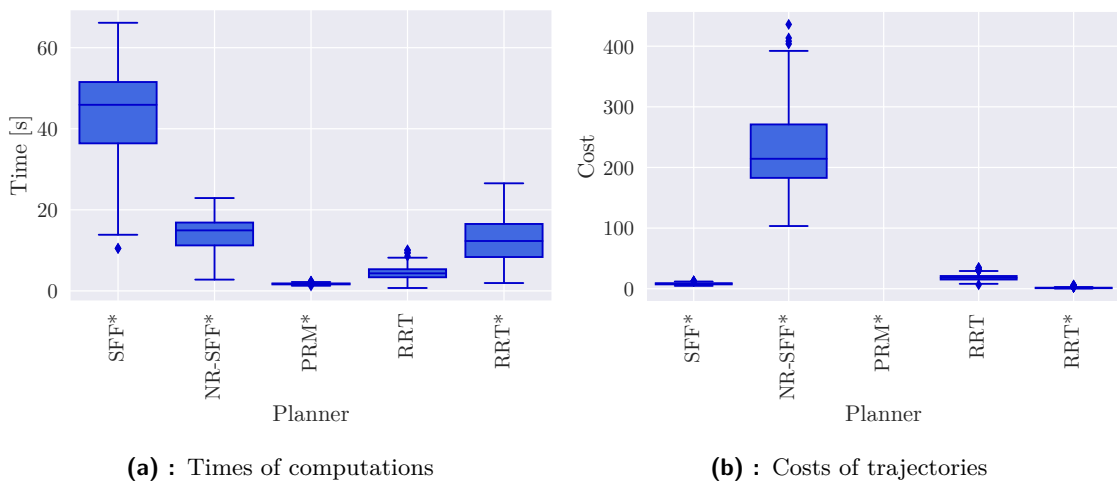 60
40
20
0
Time [s]
SFF*
NR-SFF*
PRM*
RRT
RRT*
Planner
(a) : Times of computations
400
300
200
100
0
Cost
SFF*
NR-SFF*
PRM*
RRT
RRT*
Planner
(b) : Costs of trajectories